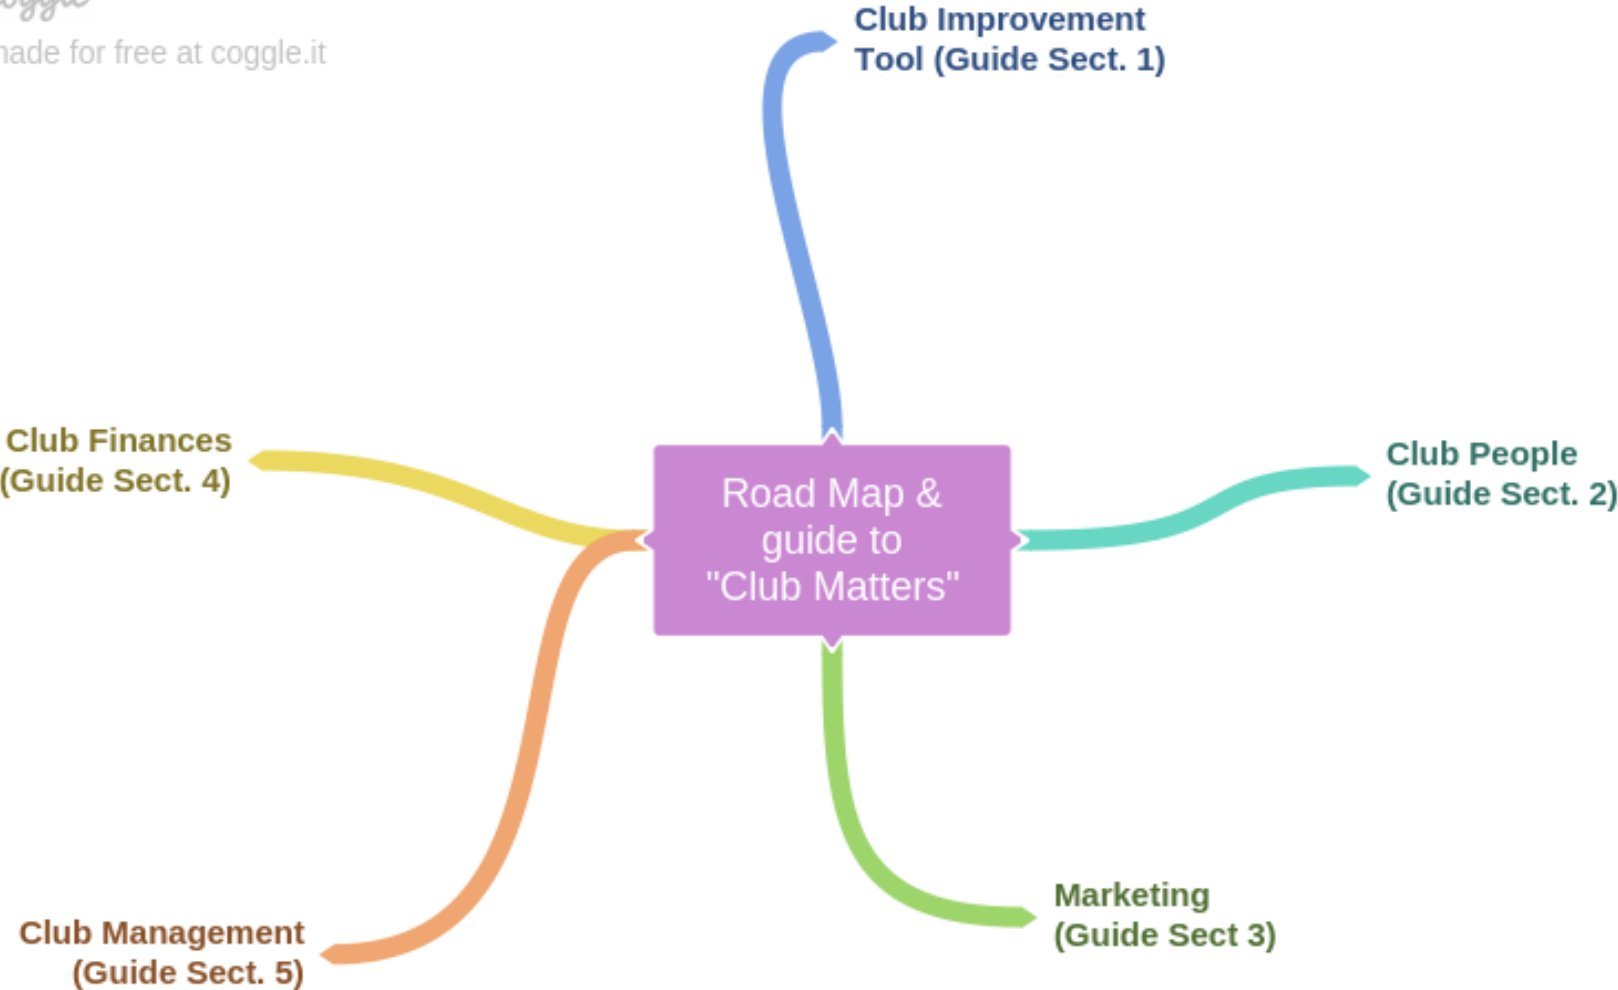 made for free at coggle.it
Club Improvement
Tool (Guide Sect. 1)
Club Finances
(Guide Sect. 4)
Road Map &
guide to
"Club Matters"
Club People
(Guide Sect. 2)
Marketing
(Guide Sect 3)
Club Management
(Guide Sect. 5)